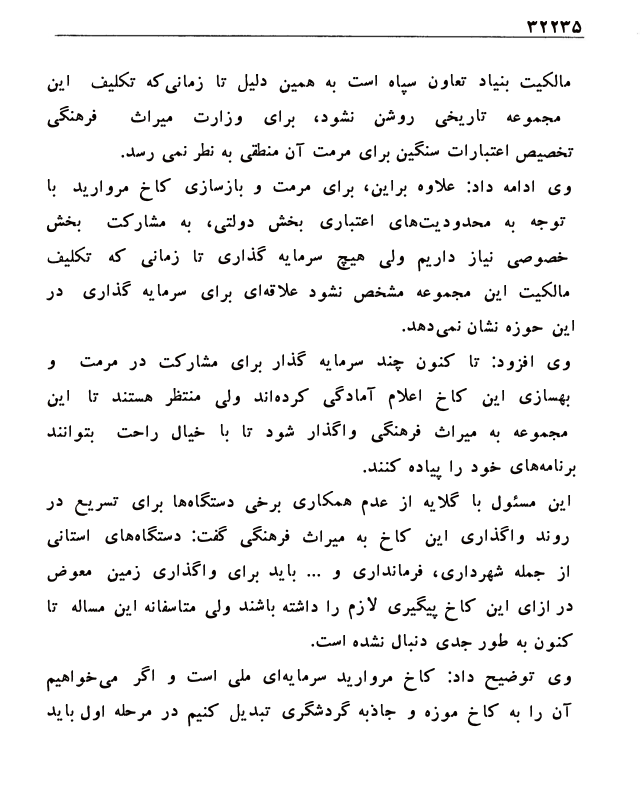 ۳۲۲۳۵
مالکیت بنیاد تعاون سپاه است به همین دلیل تا زمانی‌که تکلیف این
مجموعه تاریخی روشن نشود، برای وزارت میراث فرهنگی
تخصیص اعتبارات سنگین برای مرمت آن منطقی به نطر نمی رسد.
وی ادامه داد: علاوه براین، برای مرمت و بازسازی کاخ مروارید با
توجه به محدودیت‌های اعتباری بخش دولتی، به مشارکت بخش
خصوصی نیاز داریم ولی هیچ سرمایه گذاری تا زمانی که تکلیف
مالکیت این مجموعه مشخص نشود علاقه‌ای برای سرمایه گذاری در
این حوزه نشان نمی‌دهد.
وی افزود: تا کنون چند سرمایه گذار برای مشارکت در مرمت و
بهسازی این کاخ اعلام آمادگی کرده‌اند ولی منتظر هستند تا این
مجموعه به میراث فرهنگی واگذار شود تا با خیال راحت بتوانند
برنامه‌های خود را پیاده کنند.
این مسئول با گلایه از عدم همکاری برخی دستگاه‌ها برای تسریع در
روند واگذاری این کاخ به میراث فرهنگی گفت: دستگاه‌های استانی
از جمله شهرداری، فرمانداری و ... باید برای واگذاری زمین معوض
در ازای این کاخ پیگیری لازم را داشته باشند ولی متاسفانه این مساله تا
کنون به طور جدی دنبال نشده است.
وی توضیح داد: کاخ مروارید سرمایه‌ای ملی است و اگر می‌خواهیم
آن را به کاخ موزه و جاذبه گردشگری تبدیل کنیم در مرحله اول باید